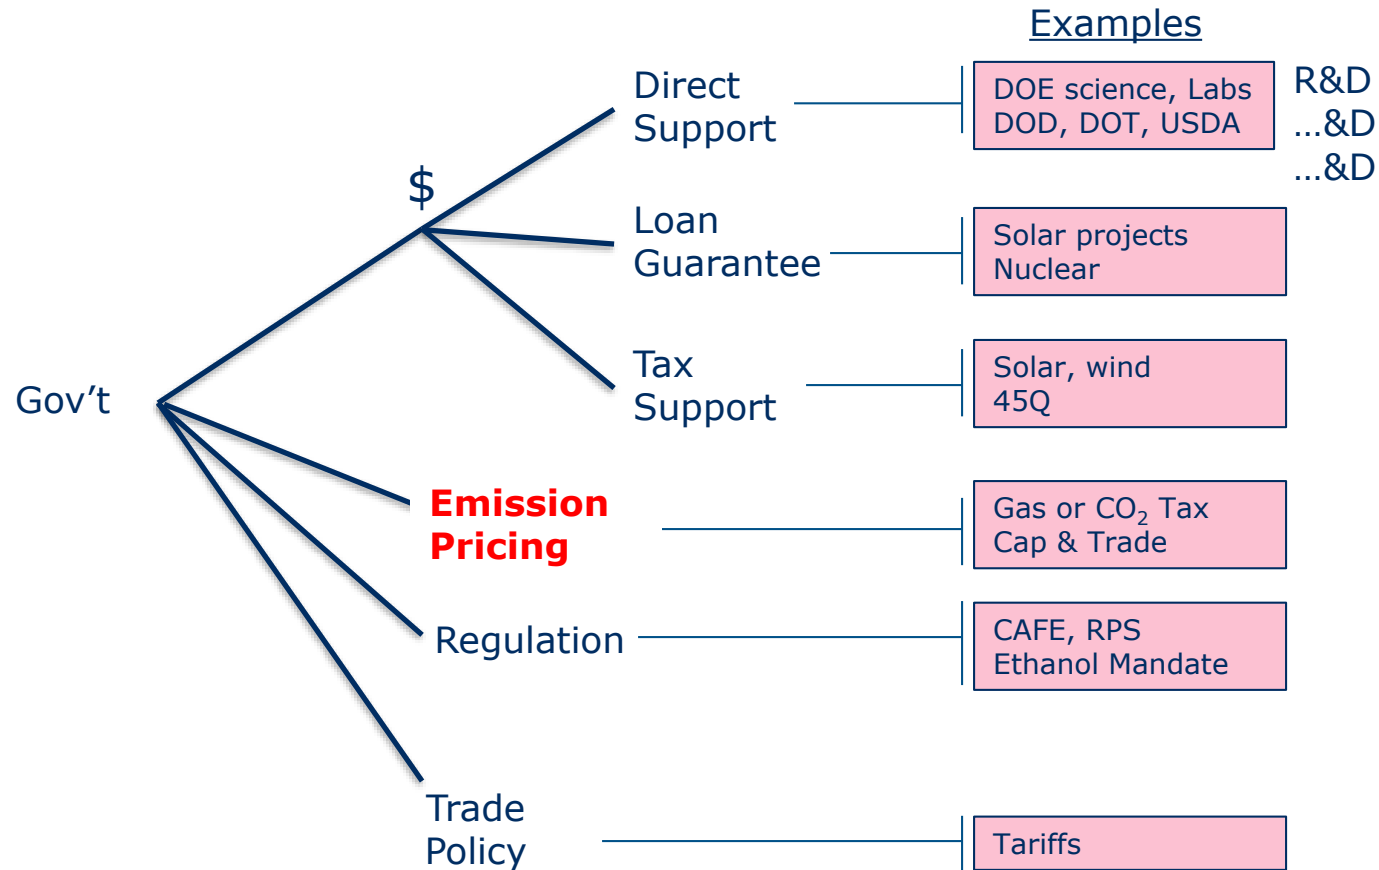 Examples
Direct
Support
DOE science, Labs
DOD, DOT, USDA
R&D
...&D
...&D
$
Loan
Guarantee
Solar projects
Nuclear
Tax
Support
Solar, wind
45Q
Gov’t
Emission
Pricing
Gas or CO₂ Tax
Cap & Trade
Regulation
CAFE, RPS
Ethanol Mandate
Trade
Policy
Tariffs